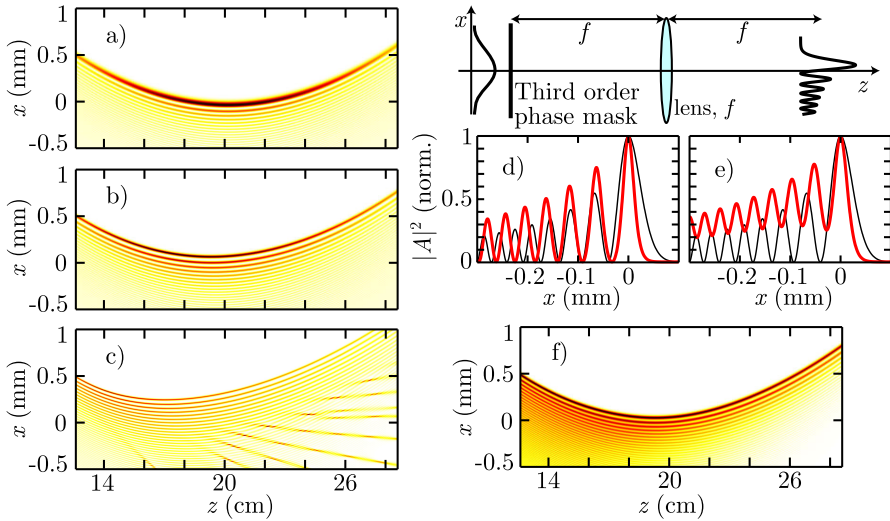 a)
1
0.5
0
-0.5
x (mm)
b)
1
0.5
0
-0.5
x (mm)
c)
1
0.5
0
-0.5
x (mm)
14
20
26
z (cm)
x
f
f
Third order
phase mask
lens, f
z
d)
1
0.5
0
|A|² (norm.)
-0.2
-0.1
0
x (mm)
e)
-0.2
-0.1
0
x (mm)
f)
1
0.5
0
-0.5
x (mm)
14
20
26
z (cm)